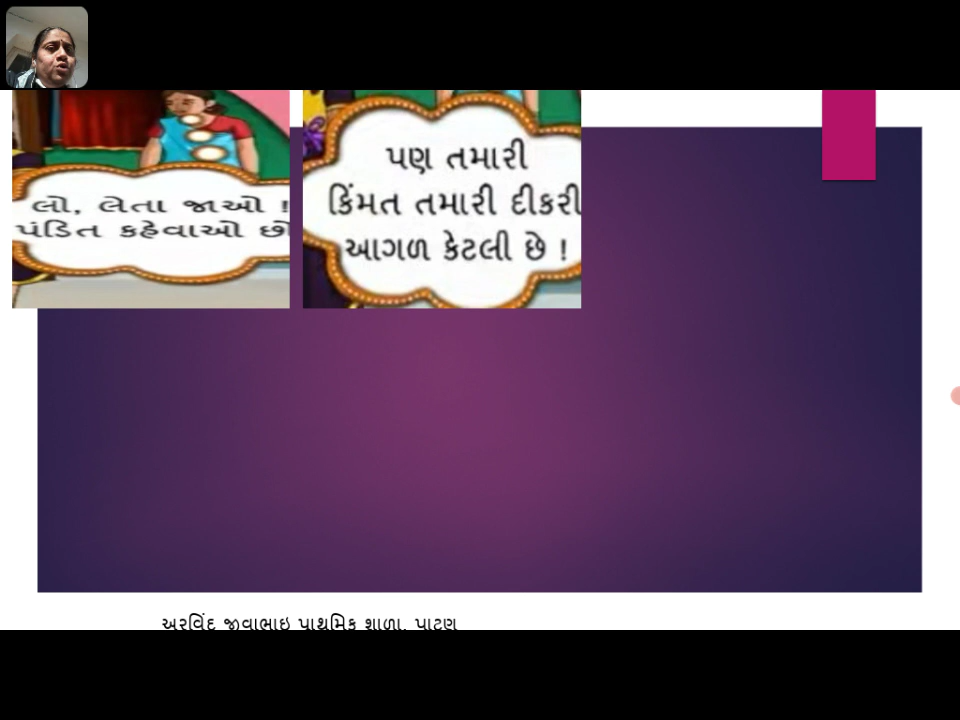 લો, લેતા જાઓ !
પંડિત કહેવાઓ છો
પણ તમારી
કિંમત તમારી દીકરી
આગળ કેટલી છે !
અરવિંદ જીવાભાઇ પ્રાથમિક શાળા, પાટણ